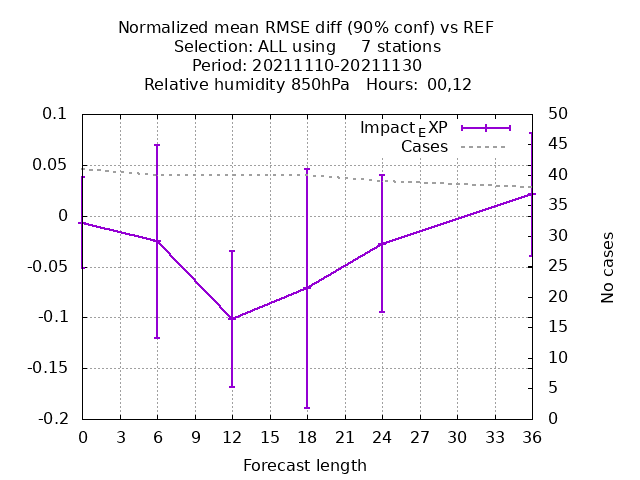 Normalized mean RMSE diff (90% conf) vs REF
Selection: ALL using 7 stations
Period: 20211110-20211130
Relative humidity 850hPa Hours: 00,12
0.1
0.05
0
-0.05
-0.1
-0.15
-0.2
50
45
40
35
30
25
20
15
10
5
0
Impact_EXP
Cases
No cases
0 3 6 9 12 15 18 21 24 27 30 33 36
Forecast length